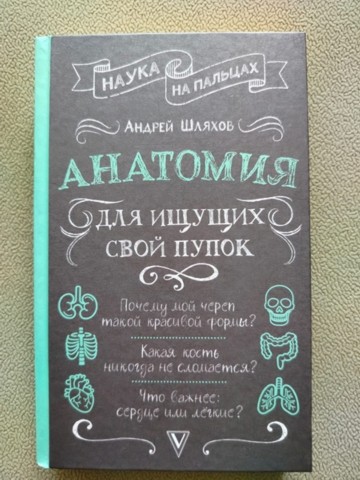 НАУКА
НА ПАЛЬЦАХ
АНДРЕЙ ШЛЯХОВ
АНАТОМИЯ
ДЛЯ ИЩУЩИХ
СВОЙ ПУПОК
Почему мой череп
такой красивой формы?
Какая кость
никогда не сломается?
Что важнее:
сердце или лёгкие?